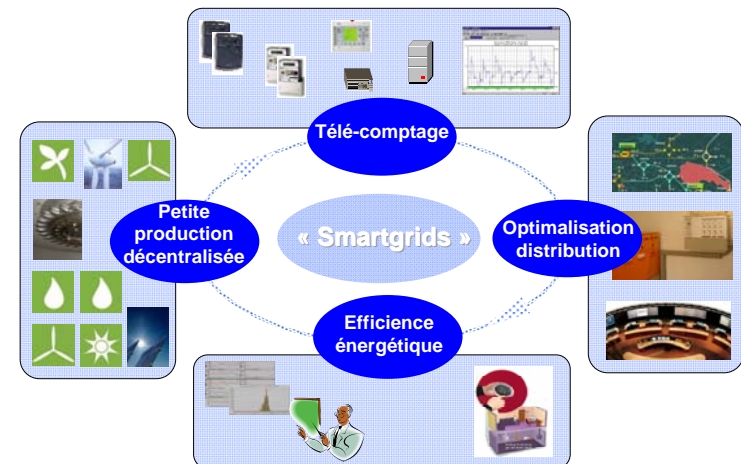 Télé-comptage
Petite
production
décentralisée
« Smartgrids »
Optimalisation
distribution
Efficience
énergétique